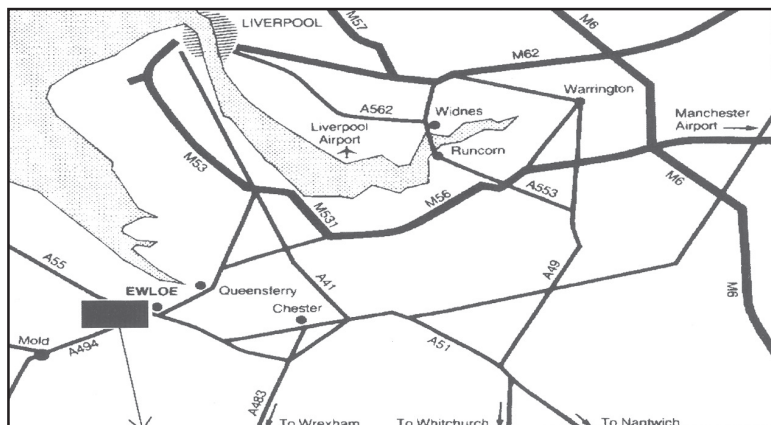 LIVERPOOL
M57
M6
M62
Warrington
A562
Widnes
Manchester
Airport
Liverpool
Airport
Runcorn
M53
M56
A553
M6
M531
A55
A41
A49
EWLOE
Queensferry
M6
Chester
Mold
A494
A51
A483
To Wrexham
To Whitchurch
To Nantwich